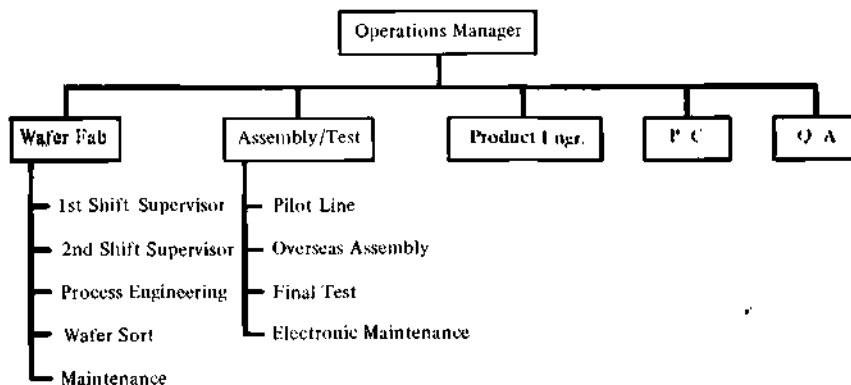 Operations Manager
Wafer Fab
Assembly/Test
Product Engr.
P C
Q A
1st Shift Supervisor
2nd Shift Supervisor
Process Engineering
Wafer Sort
Maintenance
Pilot Line
Overseas Assembly
Final Test
Electronic Maintenance